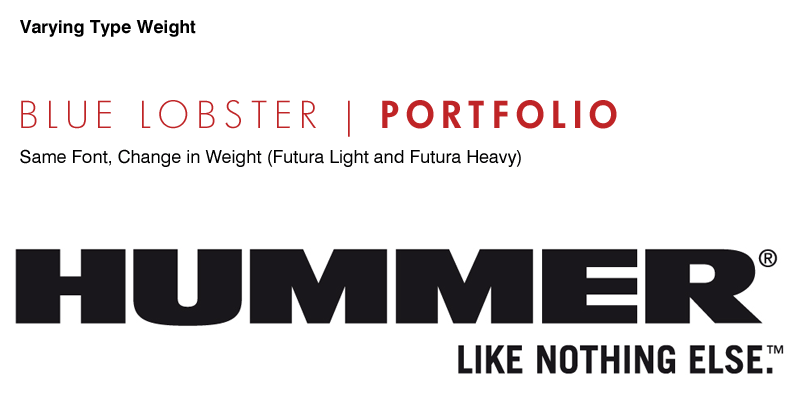 Varying Type Weight
BLUE LOBSTER | PORTFOLIO
Same Font, Change in Weight (Futura Light and Futura Heavy)
HUMMER®
LIKE NOTHING ELSE.™